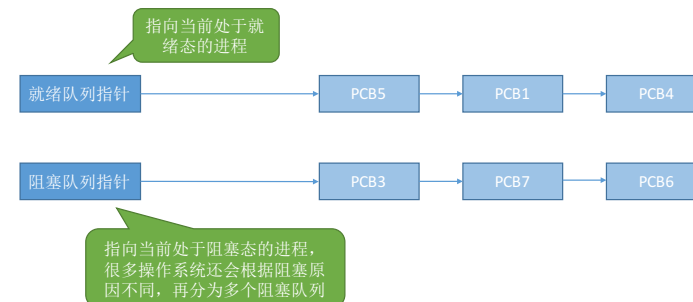 指向当前处于就
绪态的进程
就绪队列指针
PCB5
PCB1
PCB4
阻塞队列指针
PCB3
PCB7
PCB6
指向当前处于阻塞态的进程，
很多操作系统还会根据阻塞原
因不同，再分为多个阻塞队列